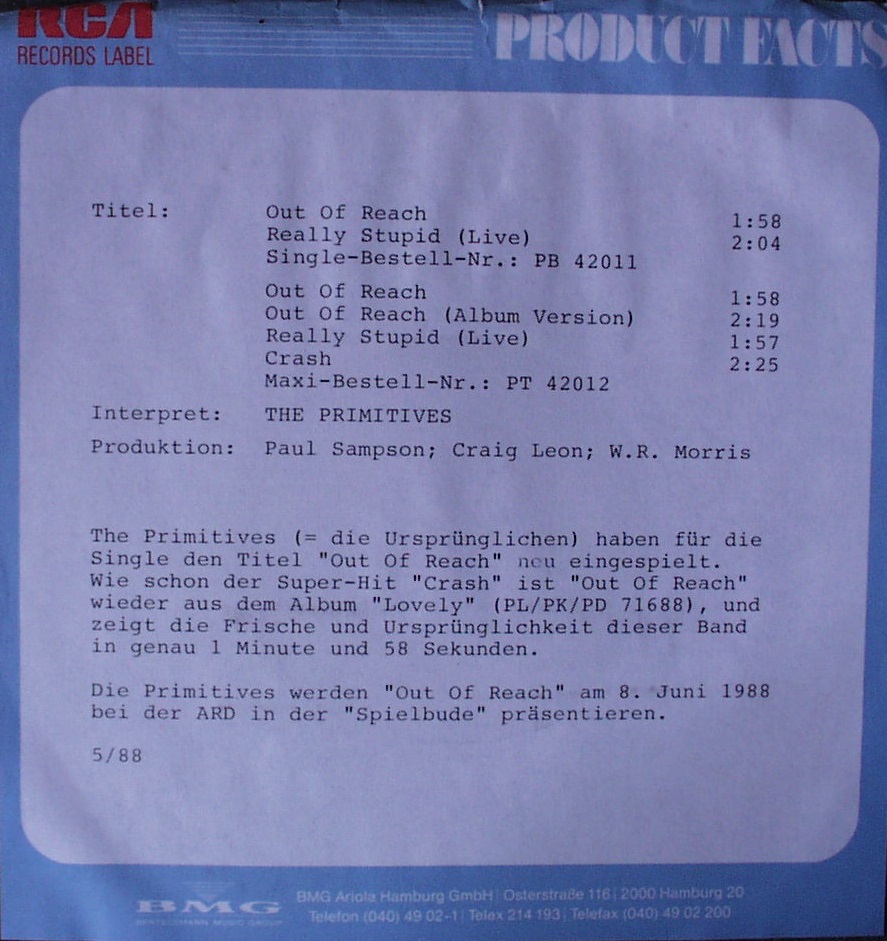 RCA
RECORDS LABEL
PRODUCT FACTS
Titel: Out Of Reach 1:58
Really Stupid (Live) 2:04
Single-Bestell-Nr.: PB 42011
Out Of Reach 1:58
Out Of Reach (Album Version) 2:19
Really Stupid (Live) 1:57
Crash 2:25
Maxi-Bestell-Nr.: PT 42012
Interpret: THE PRIMITIVES
Produktion: Paul Sampson; Craig Leon; W.R. Morris
The Primitives (= die Ursprünglichen) haben für die
Single den Titel "Out Of Reach" neu eingespielt.
Wie schon der Super-Hit "Crash" ist "Out Of Reach"
wieder aus dem Album "Lovely" (PL/PK/PD 71688), und
zeigt die Frische und Ursprünglichkeit dieser Band
in genau 1 Minute und 58 Sekunden.
Die Primitives werden "Out Of Reach" am 8. Juni 1988
bei der ARD in der "Spielbude" präsentieren.
5/88
BMG
BERTELSMANN MUSIC GROUP
BMG Ariola Hamburg GmbH | Osterstraße 116 | 2000 Hamburg 20
Telefon (040) 49 02-1 | Telex 214 193 | Telefax (040) 49 02 200